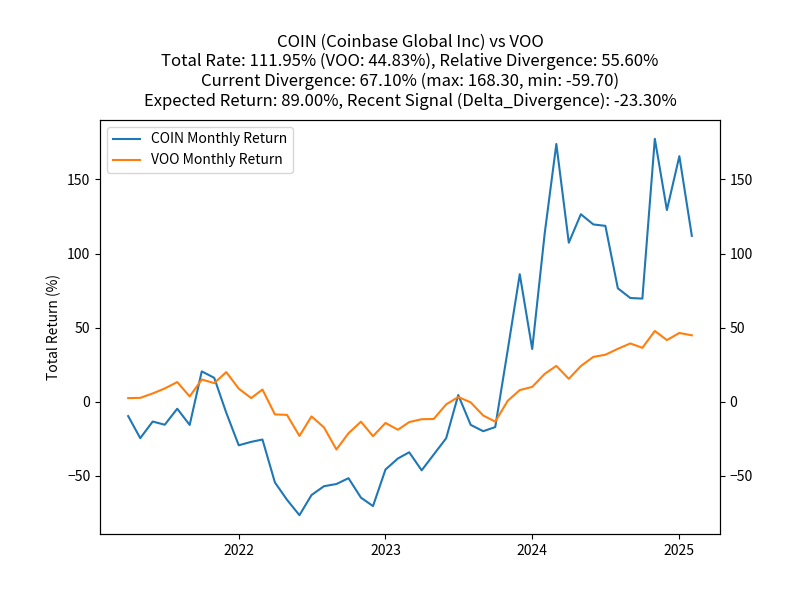 COIN (Coinbase Global Inc) vs VOO
Total Rate: 111.95% (VOO: 44.83%), Relative Divergence: 55.60%
Current Divergence: 67.10% (max: 168.30, min: -59.70)
Expected Return: 89.00%, Recent Signal (Delta_Divergence): -23.30%
COIN Monthly Return
VOO Monthly Return
Total Return (%)
150
100
50
0
−50
150
100
50
0
−50
2022
2023
2024
2025